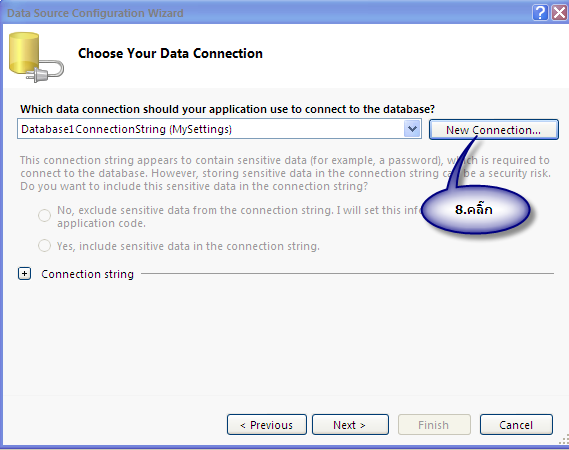 Data Source Configuration Wizard
Choose Your Data Connection
Which data connection should your application use to connect to the database?
Database1ConnectionString (MySettings)
New Connection...
This connection string appears to contain sensitive data (for example, a password), which is required to
connect to the database. However, storing sensitive data in the connection string can be a security risk.
Do you want to include this sensitive data in the connection string?
No, exclude sensitive data from the connection string. I will set this
application code.
8.คลิ๊ก
Yes, include sensitive data in the connection string.
Connection string
< Previous
Next >
Finish
Cancel